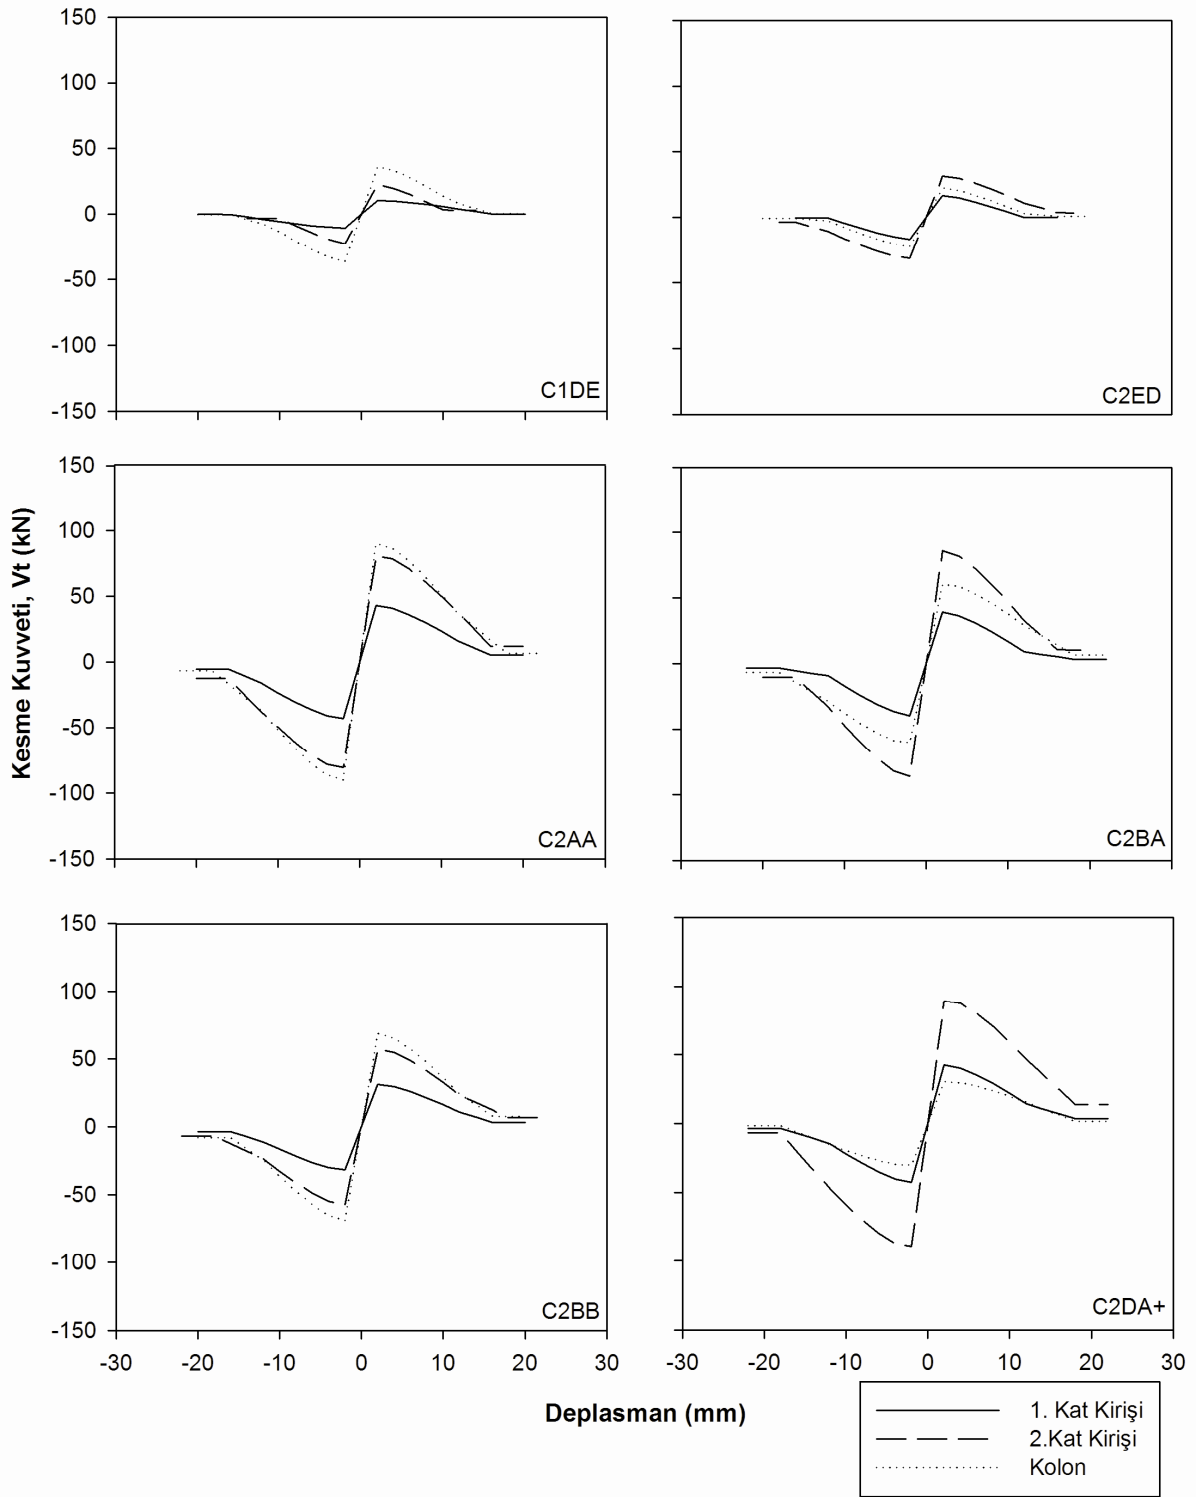 150
100
50
0
-50
-100
-150
C1DE
C2ED
150
100
50
0
-50
-100
-150
C2AA
C2BA
Kesme Kuvveti, Vt (kN)
150
100
50
0
-50
-100
-150
C2BB
C2DA+
-30 -20 -10 0 10 20 30
-30 -20 -10 0 10 20 30
Deplasman (mm)
1. Kat Kirişi
2.Kat Kirişi
Kolon